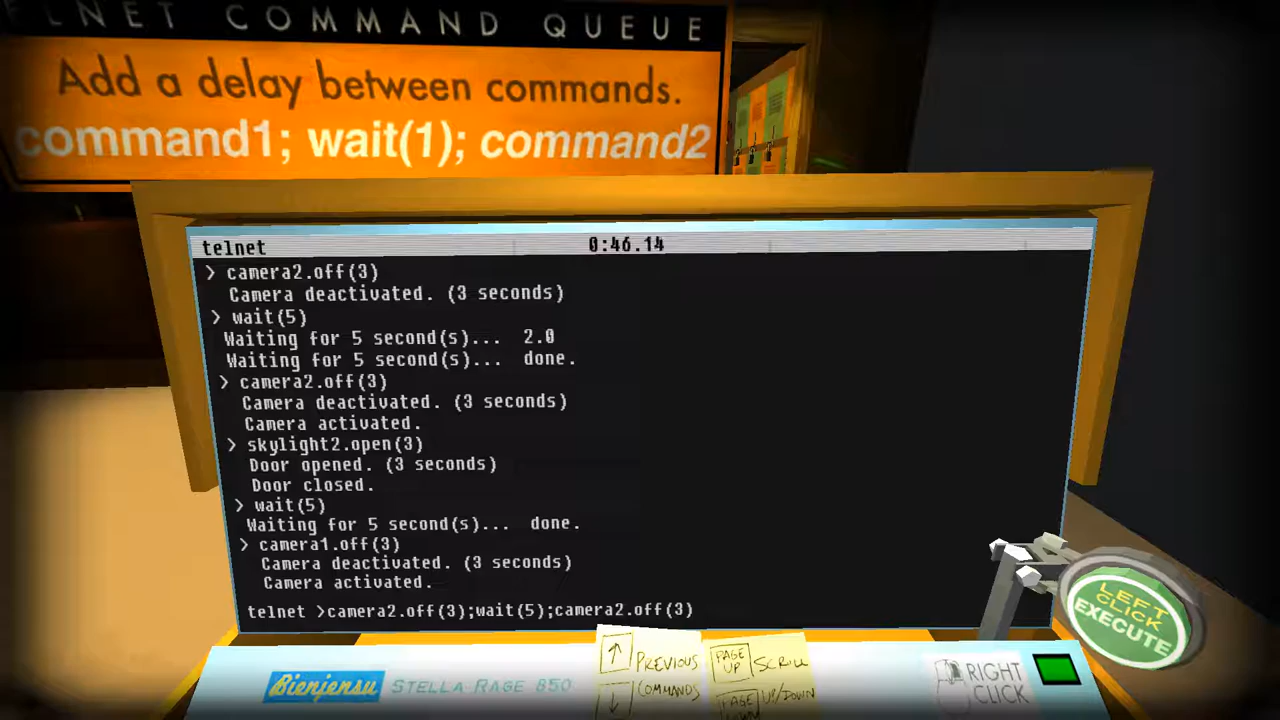 ELNET COMMAND QUEUE
Add a delay between commands.
command1; wait(1); command2
telnet 0:46.14
> camera2.off(3)
Camera deactivated. (3 seconds)
> wait(5)
Waiting for 5 second(s)... 2.0
Waiting for 5 second(s)... done.
> camera2.off(3)
Camera deactivated. (3 seconds)
Camera activated.
> skylight2.open(3)
Door opened. (3 seconds)
Door closed.
> wait(5)
Waiting for 5 second(s)... done.
> camera1.off(3)
Camera deactivated. (3 seconds)
Camera activated.
telnet >camera2.off(3);wait(5);camera2.off(3)
LEFT
CLICK
EXECUTE
↑ PREVIOUS
↓ COMMANDS
PAGE
UP SCROLL
PAGE
DOWN UP/DOWN
Bienjensu STELLA RAGE 850
RIGHT
CLICK